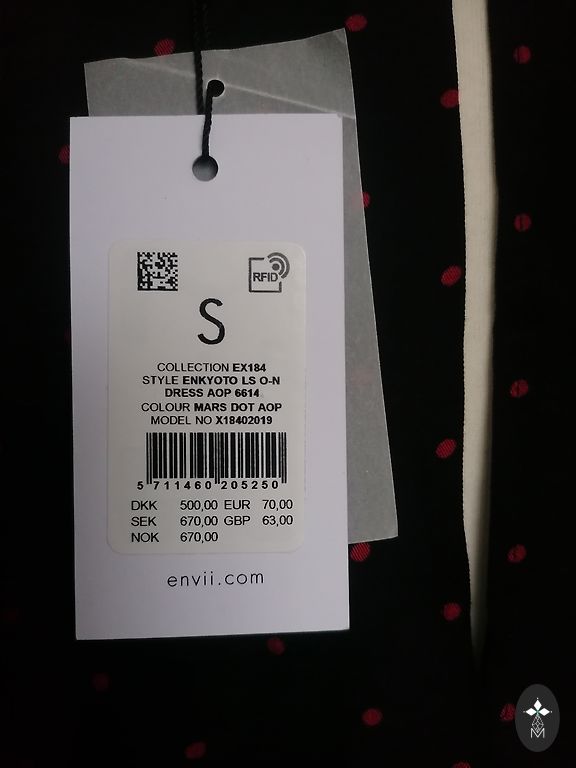 RFID
S
COLLECTION EX184
STYLE ENKYOTO LS O-N
DRESS AOP 6614
COLOUR MARS DOT AOP
MODEL NO X18402019
5 711460 205250
DKK 500,00 EUR 70,00
SEK 670,00 GBP 63,00
NOK 670,00
envii.com
M